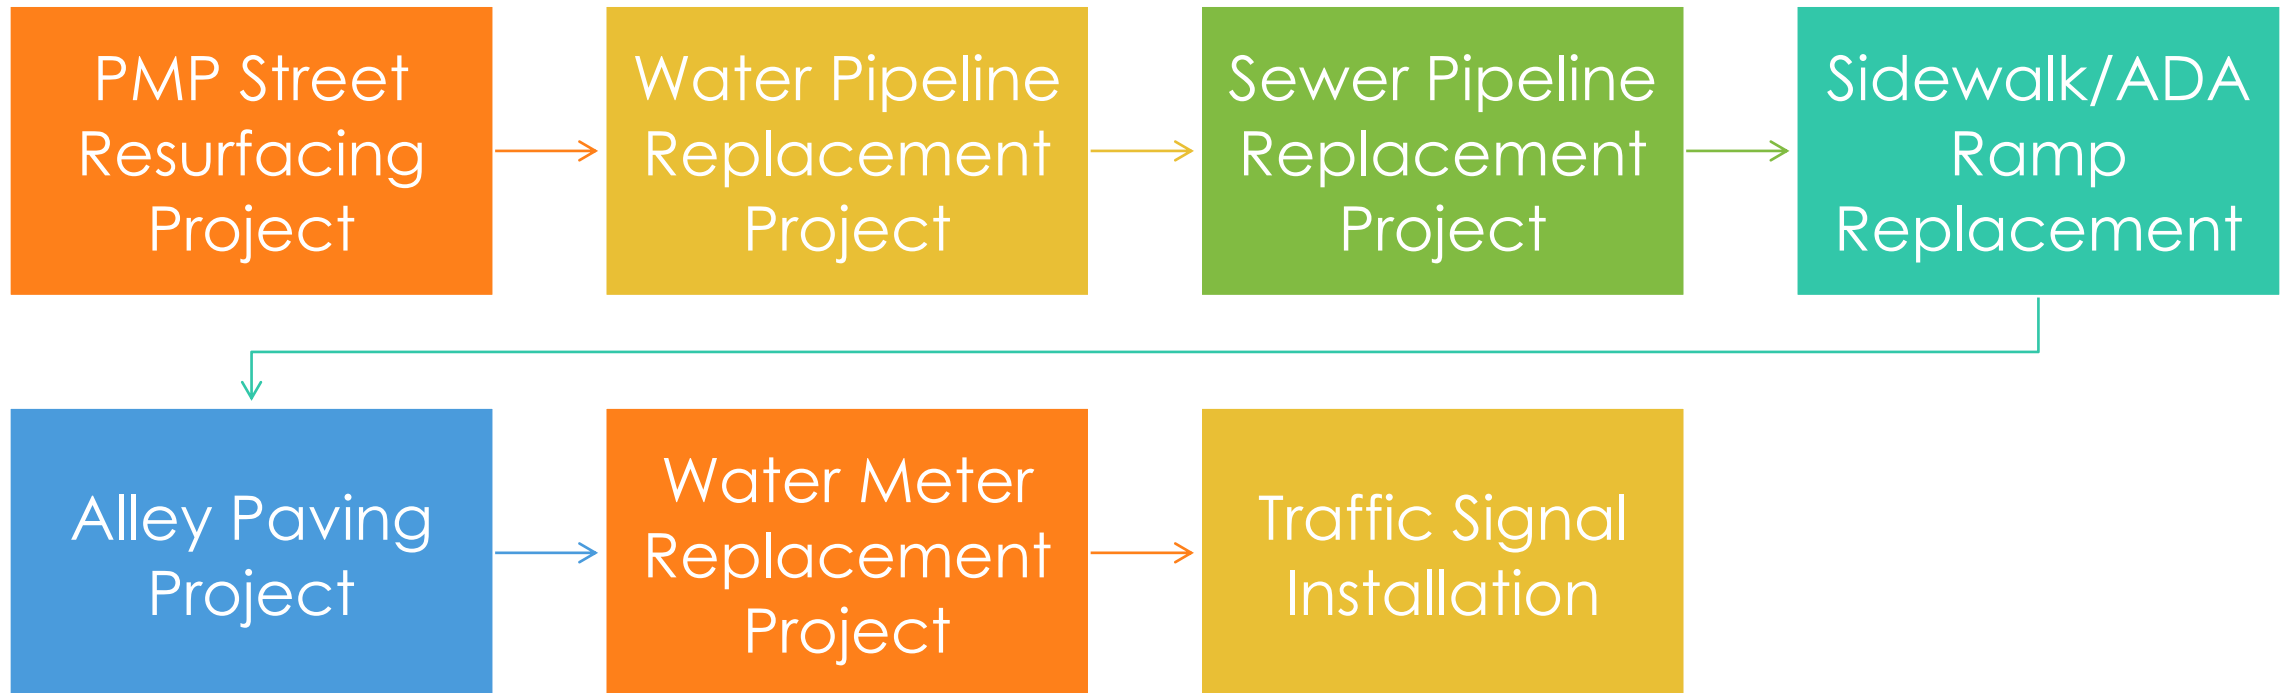 PMP Street
Resurfacing
Project
Water Pipeline
Replacement
Project
Sewer Pipeline
Replacement
Project
Sidewalk/ADA
Ramp
Replacement
Alley Paving
Project
Water Meter
Replacement
Project
Traffic Signal
Installation